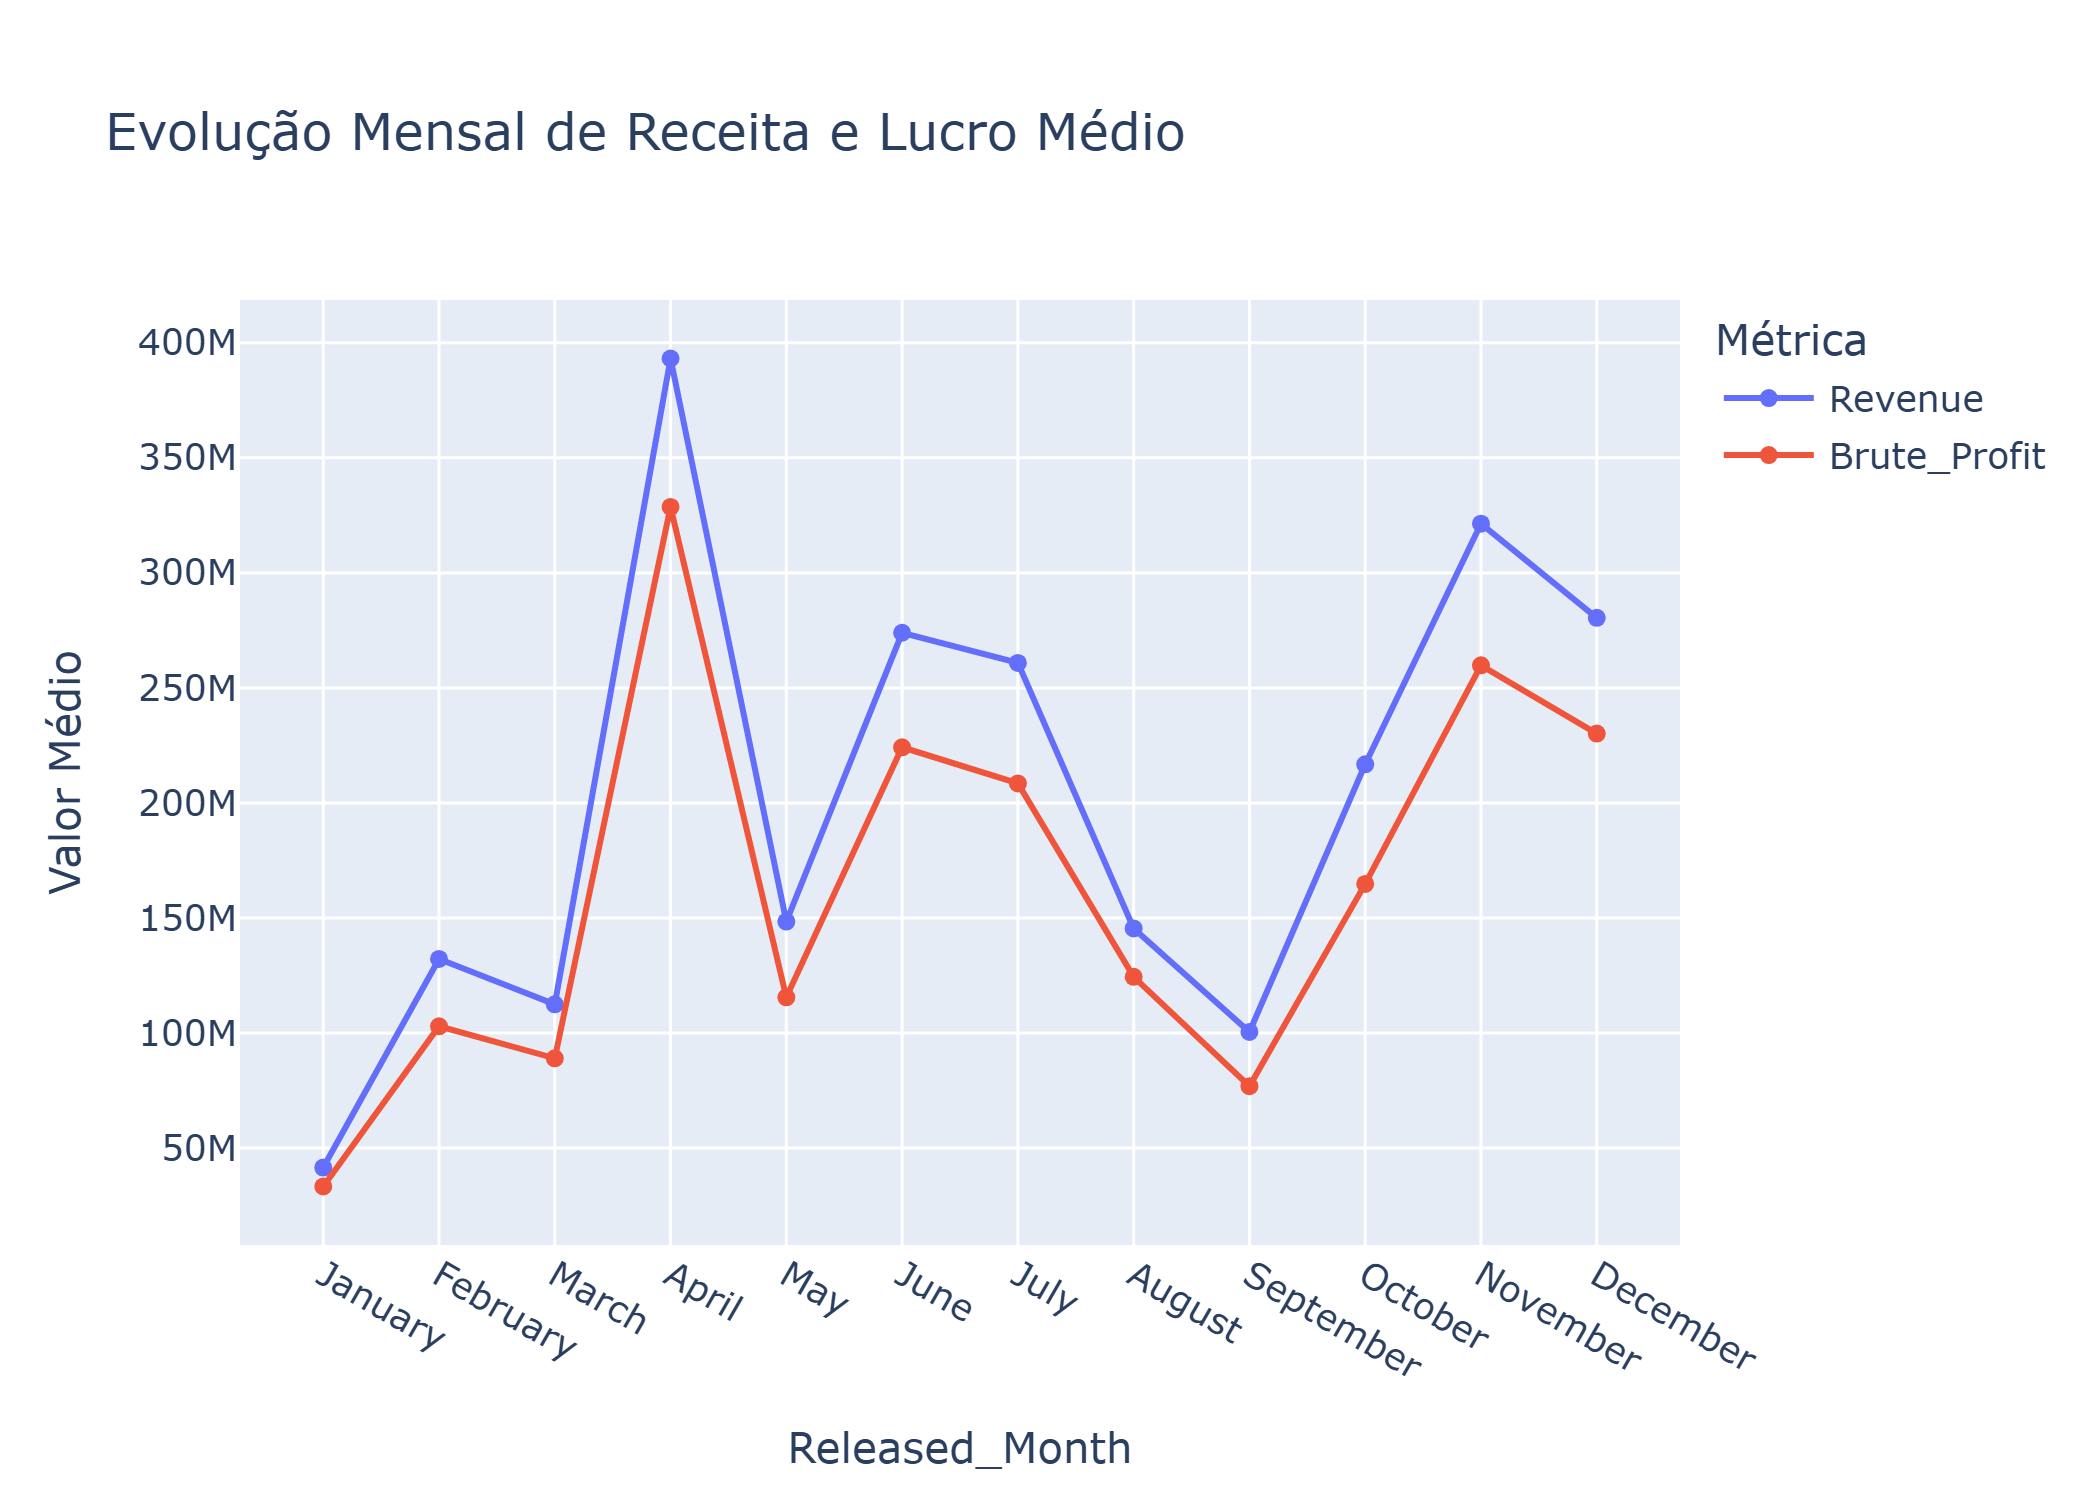 Evolução Mensal de Receita e Lucro Médio
Métrica
Revenue
Brute_Profit
Valor Médio
400M
350M
300M
250M
200M
150M
100M
50M
January
February
March
April
May
June
July
August
September
October
November
December
Released_Month